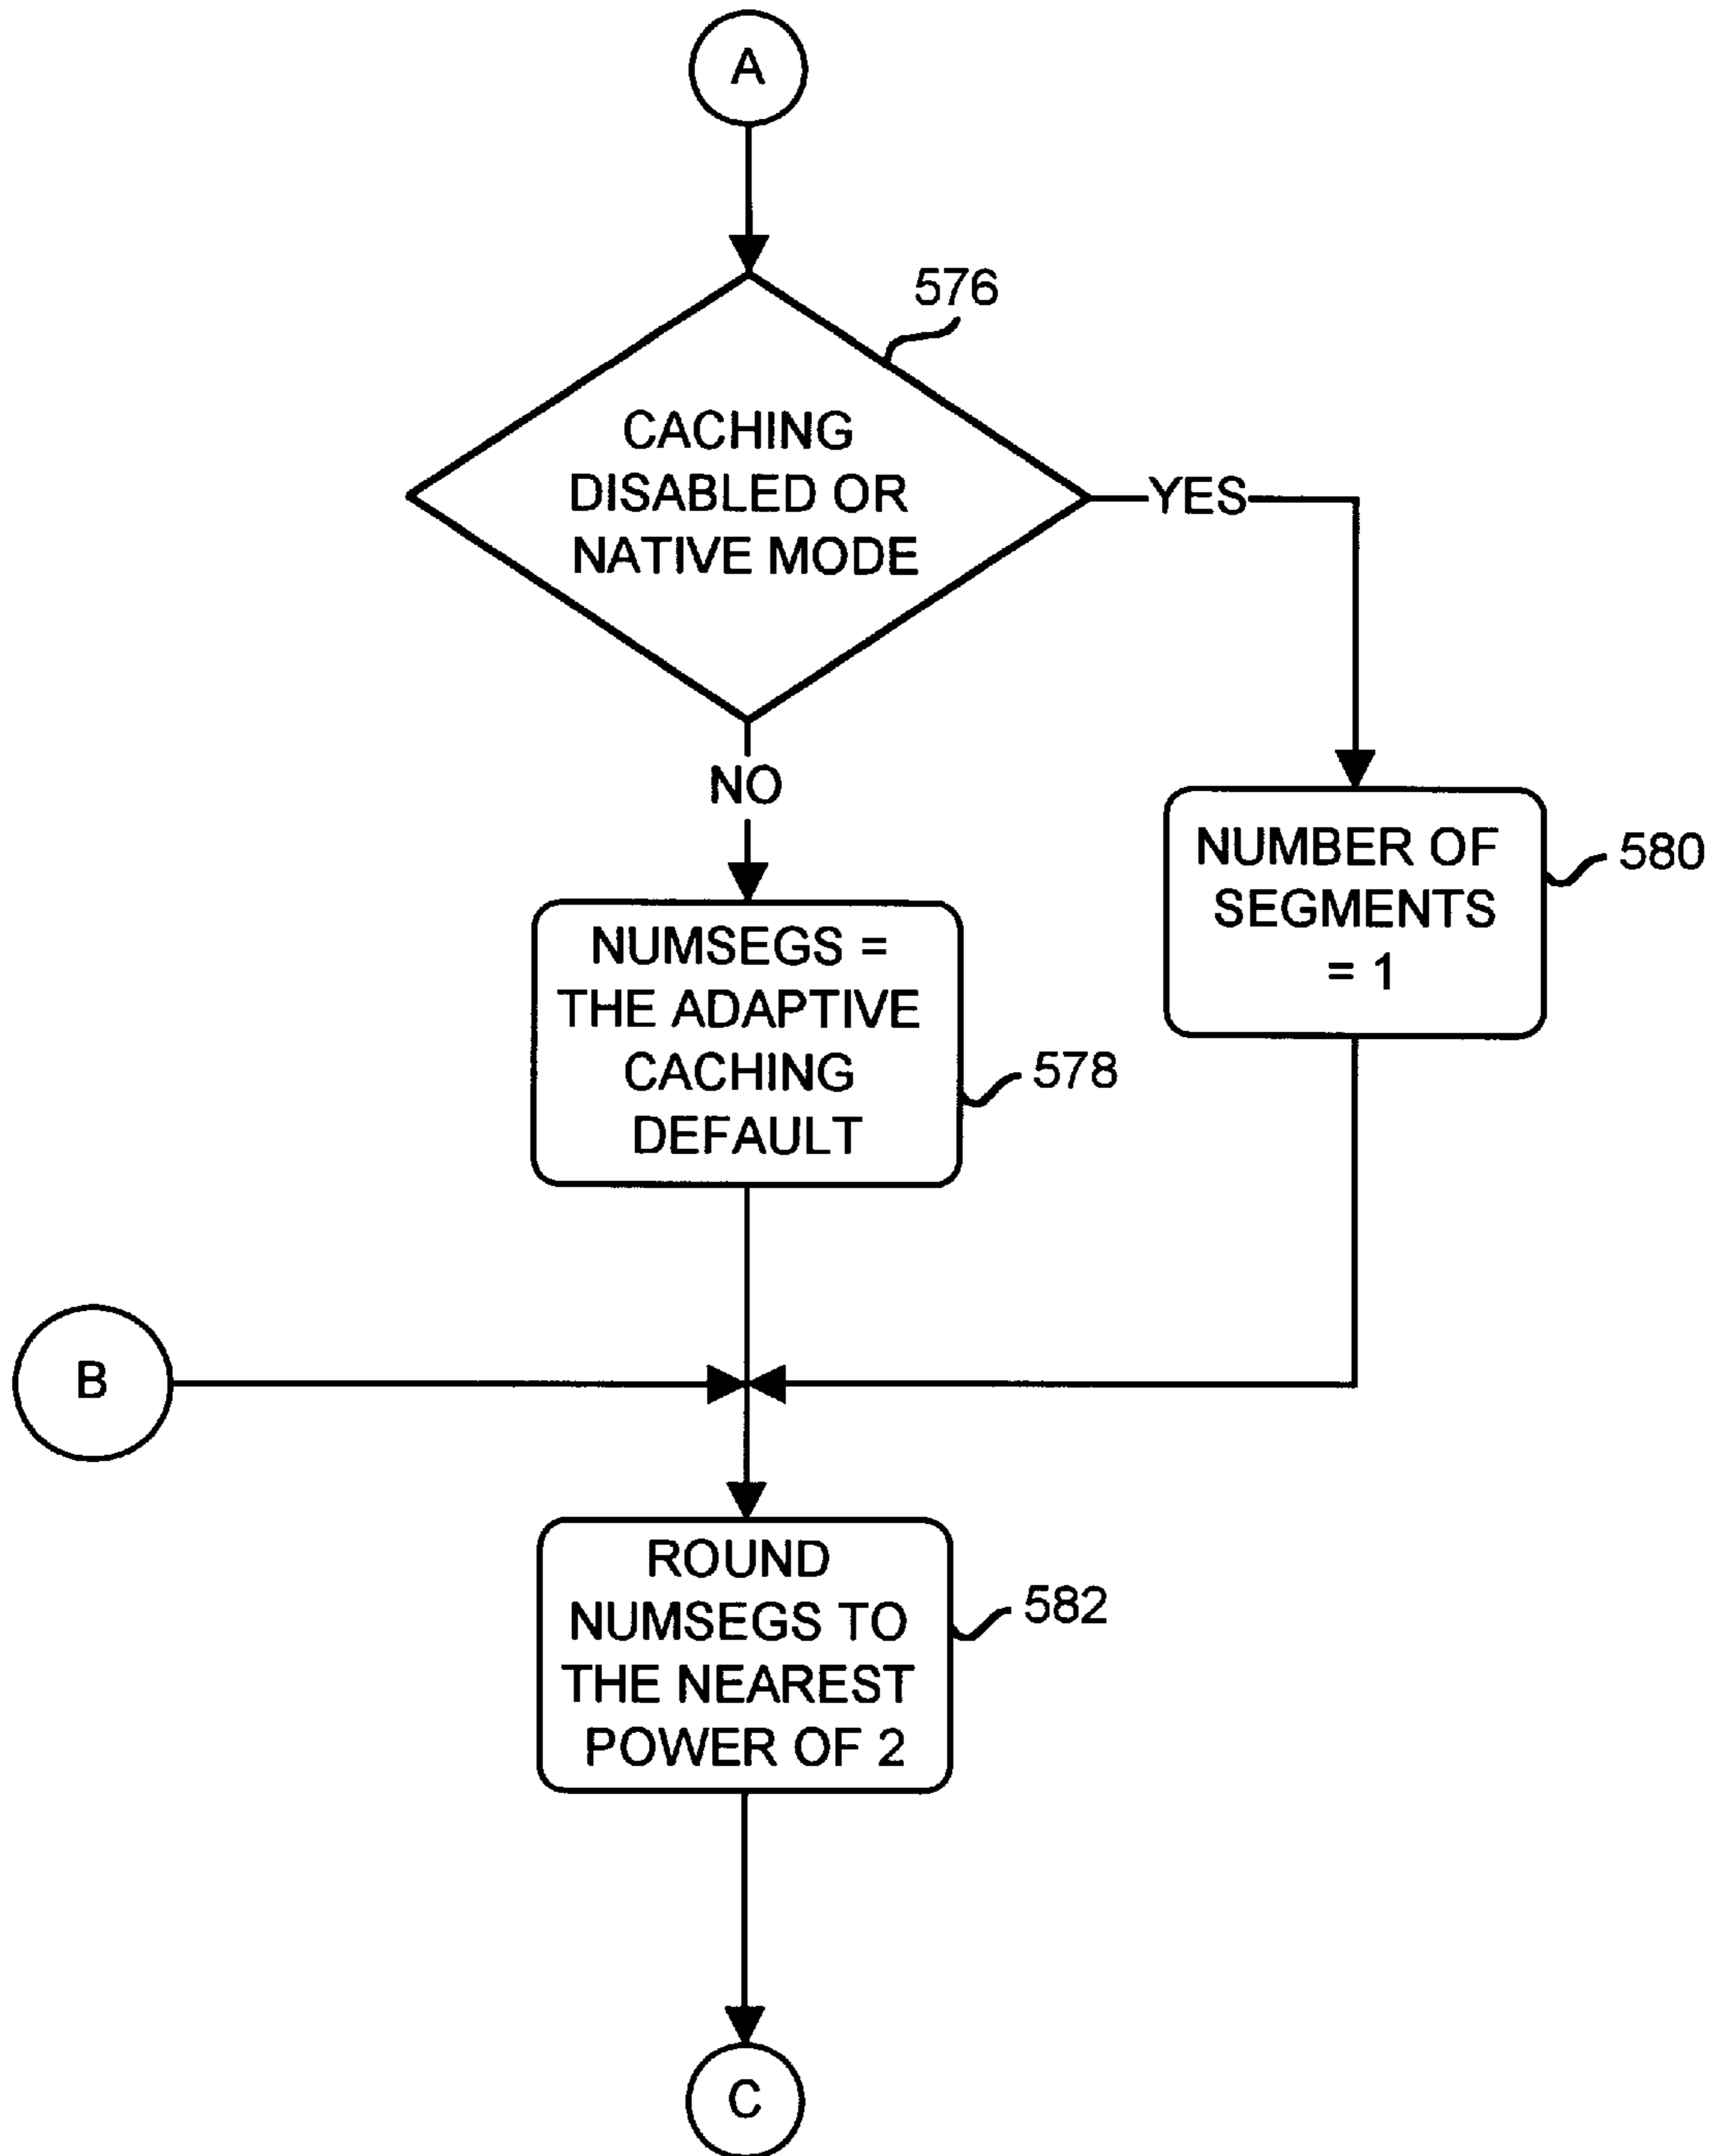 A
576
CACHING
DISABLED OR
NATIVE MODE
YES
NO
NUMBER OF
SEGMENTS
= 1
580
NUMSEGS =
THE ADAPTIVE
CACHING
DEFAULT
578
B
ROUND
NUMSEGS TO
THE NEAREST
POWER OF 2
582
C